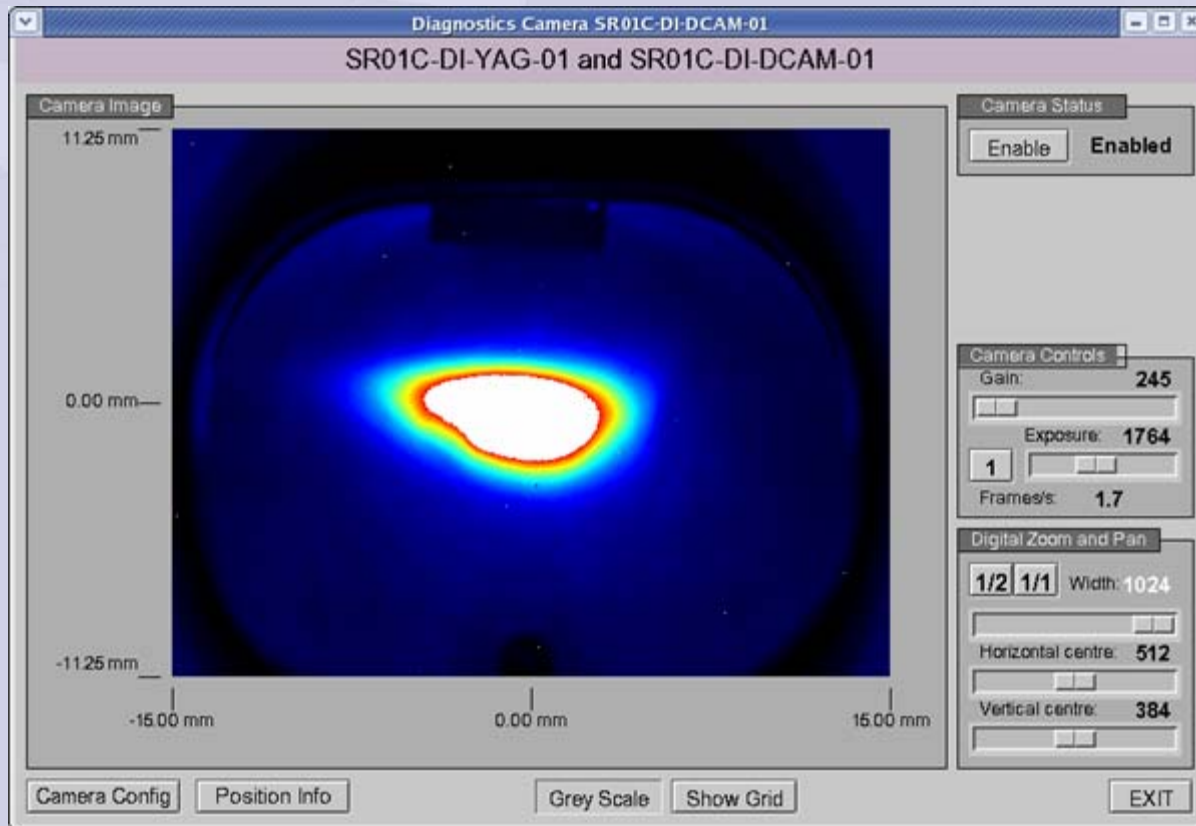 Diagnostics Camera SR01C-DI-DCAM-01
SR01C-DI-YAG-01 and SR01C-DI-DCAM-01
Camera Image
11.25 mm
0.00 mm
-11.25 mm
-15.00 mm
0.00 mm
15.00 mm
Camera Status
Enable Enabled
Camera Controls
Gain: 245
Exposure: 1764
1
Frames/s: 1.7
Digital Zoom and Pan
1/2 1/1 Width: 1024
Horizontal centre: 512
Vertical centre: 384
Camera Config Position Info Grey Scale Show Grid EXIT